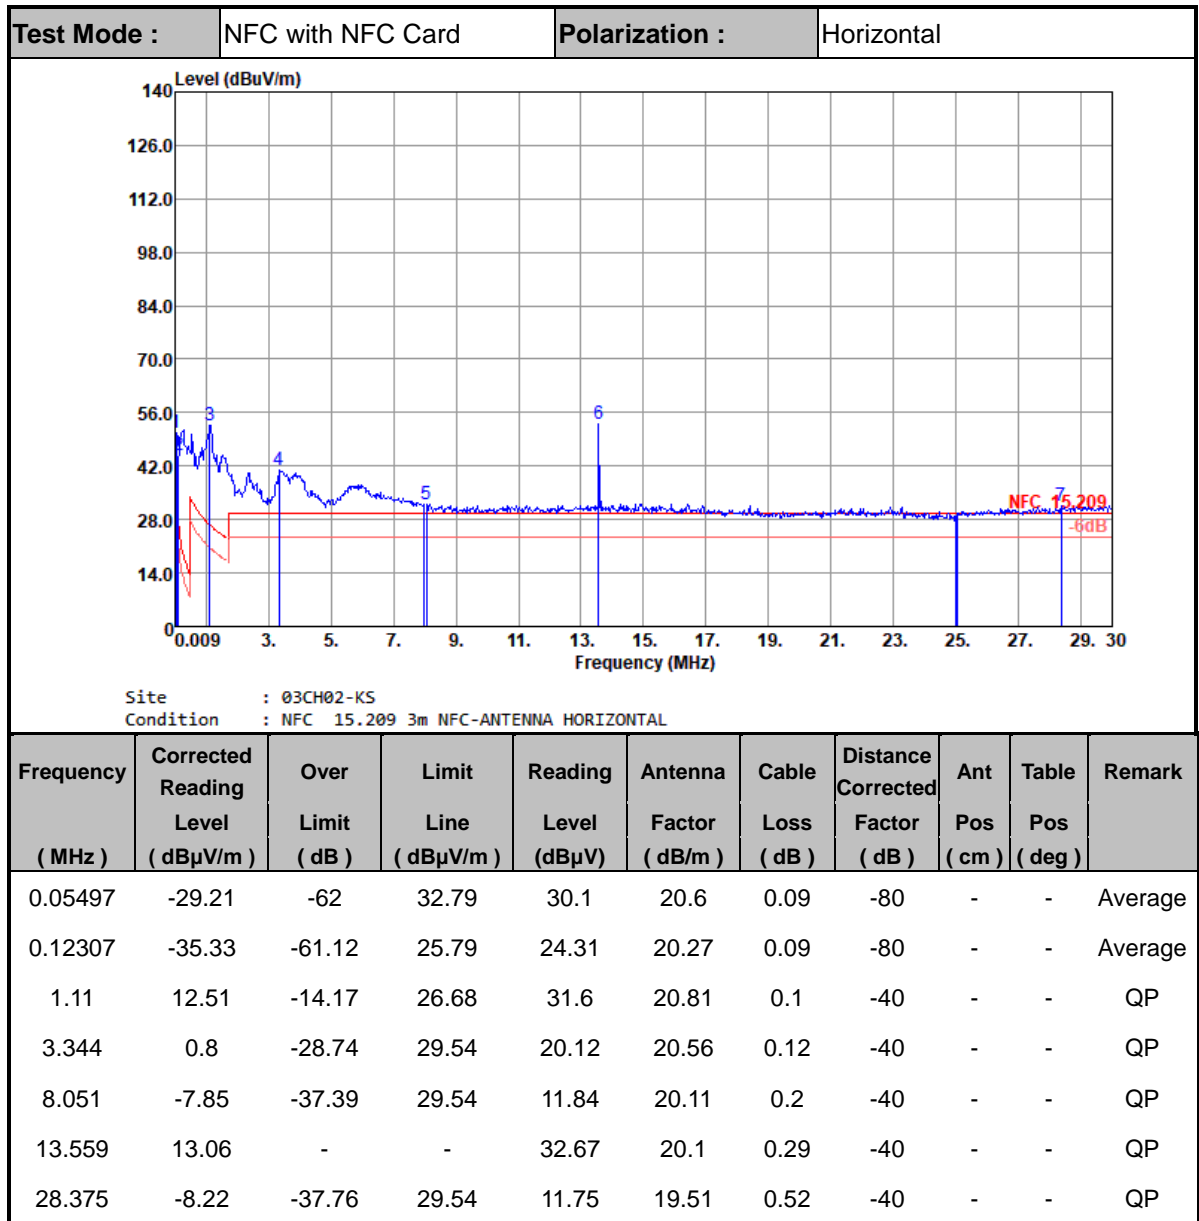 Test Mode : NFC with NFC Card Polarization : Horizontal
Level (dBuV/m)
140
126.0
112.0
98.0
84.0
70.0
56.0
42.0
28.0
14.0
0
3
4
5
6
7
NFC 15.209
-6dB
0.009 3. 5. 7. 9. 11. 13. 15. 17. 19. 21. 23. 25. 27. 29. 30
Frequency (MHz)
Site : 03CH02-KS
Condition : NFC 15.209 3m NFC-ANTENNA HORIZONTAL
Frequency Corrected Reading Over Limit Reading Antenna Cable Distance Corrected Ant Table Remark
Level Limit Line Level Factor Loss Factor Pos Pos
( MHz ) ( dBµV/m ) ( dB ) ( dBµV/m ) (dBµV) ( dB/m ) ( dB ) ( dB ) ( cm ) ( deg )
0.05497 -29.21 -62 32.79 30.1 20.6 0.09 -80 - - Average
0.12307 -35.33 -61.12 25.79 24.31 20.27 0.09 -80 - - Average
1.11 12.51 -14.17 26.68 31.6 20.81 0.1 -40 - - QP
3.344 0.8 -28.74 29.54 20.12 20.56 0.12 -40 - - QP
8.051 -7.85 -37.39 29.54 11.84 20.11 0.2 -40 - - QP
13.559 13.06 - - 32.67 20.1 0.29 -40 - - QP
28.375 -8.22 -37.76 29.54 11.75 19.51 0.52 -40 - - QP